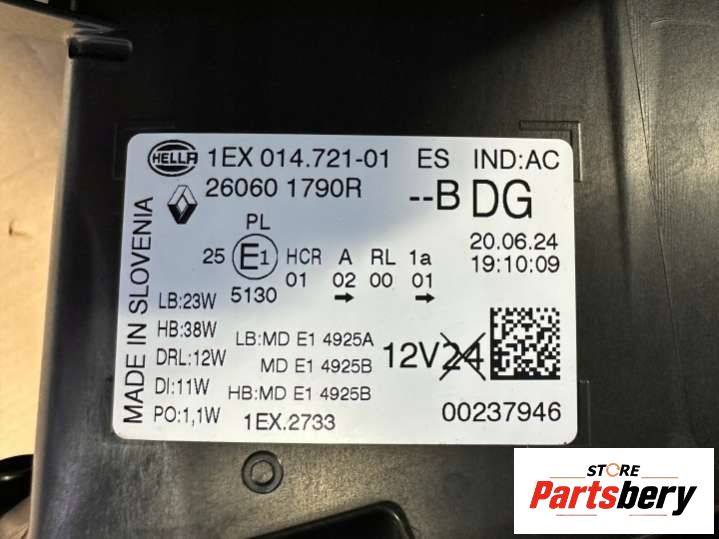 HELLA 1EX 014.721-01 ES IND:AC
26060 1790R --B DG
MADE IN SLOVENIA
PL
25 E1 HCR A RL 1a
5130 01 02 00 01
20.06.24
19:10:09
LB:23W
HB:38W
DRL:12W
DI:11W
PO:1,1W
LB:MD E1 4925A
MD E1 4925B
HB:MD E1 4925B
1EX.2733
12V24
00237946
STORE
Partsbery